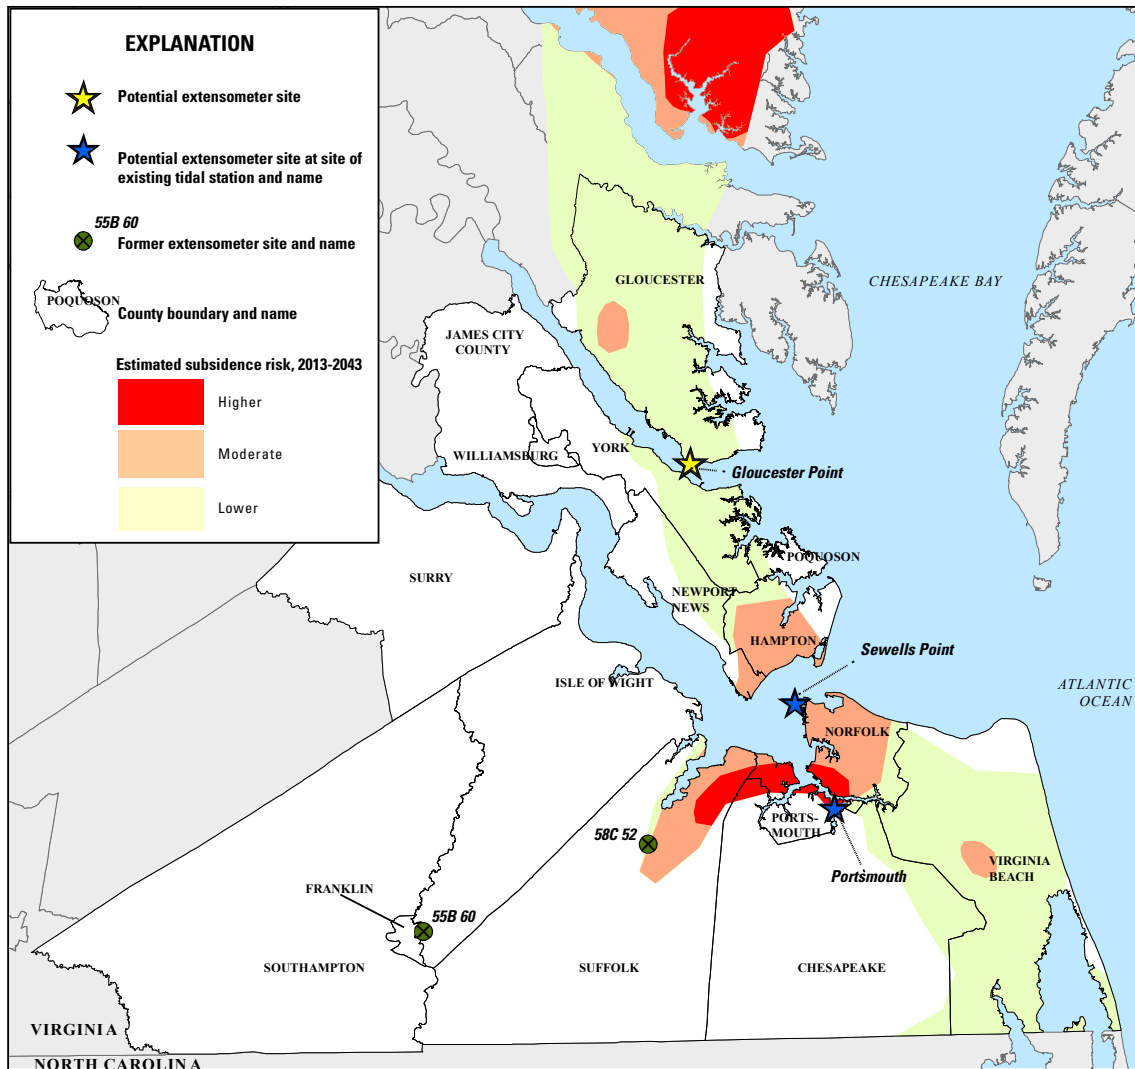 EXPLANATION
Potential extensometer site
Potential extensometer site at site of
existing tidal station and name
55B 60
Former extensometer site and name
POQUOSON
County boundary and name
Estimated subsidence risk, 2013-2043
Higher
Moderate
Lower
GLOUCESTER
CHESAPEAKE BAY
JAMES CITY
COUNTY
YORK
WILLIAMSBURG
Gloucester Point
POQUOSON
SURRY
NEWPORT
NEWS
HAMPTON
Sewells Point
ISLE OF WIGHT
ATLANTIC
OCEAN
NORFOLK
PORTS-
MOUTH
58C 52
VIRGINIA
BEACH
Portsmouth
FRANKLIN
55B 60
SOUTHAMPTON
SUFFOLK
CHESAPEAKE
VIRGINIA
NORTH CAROLINA